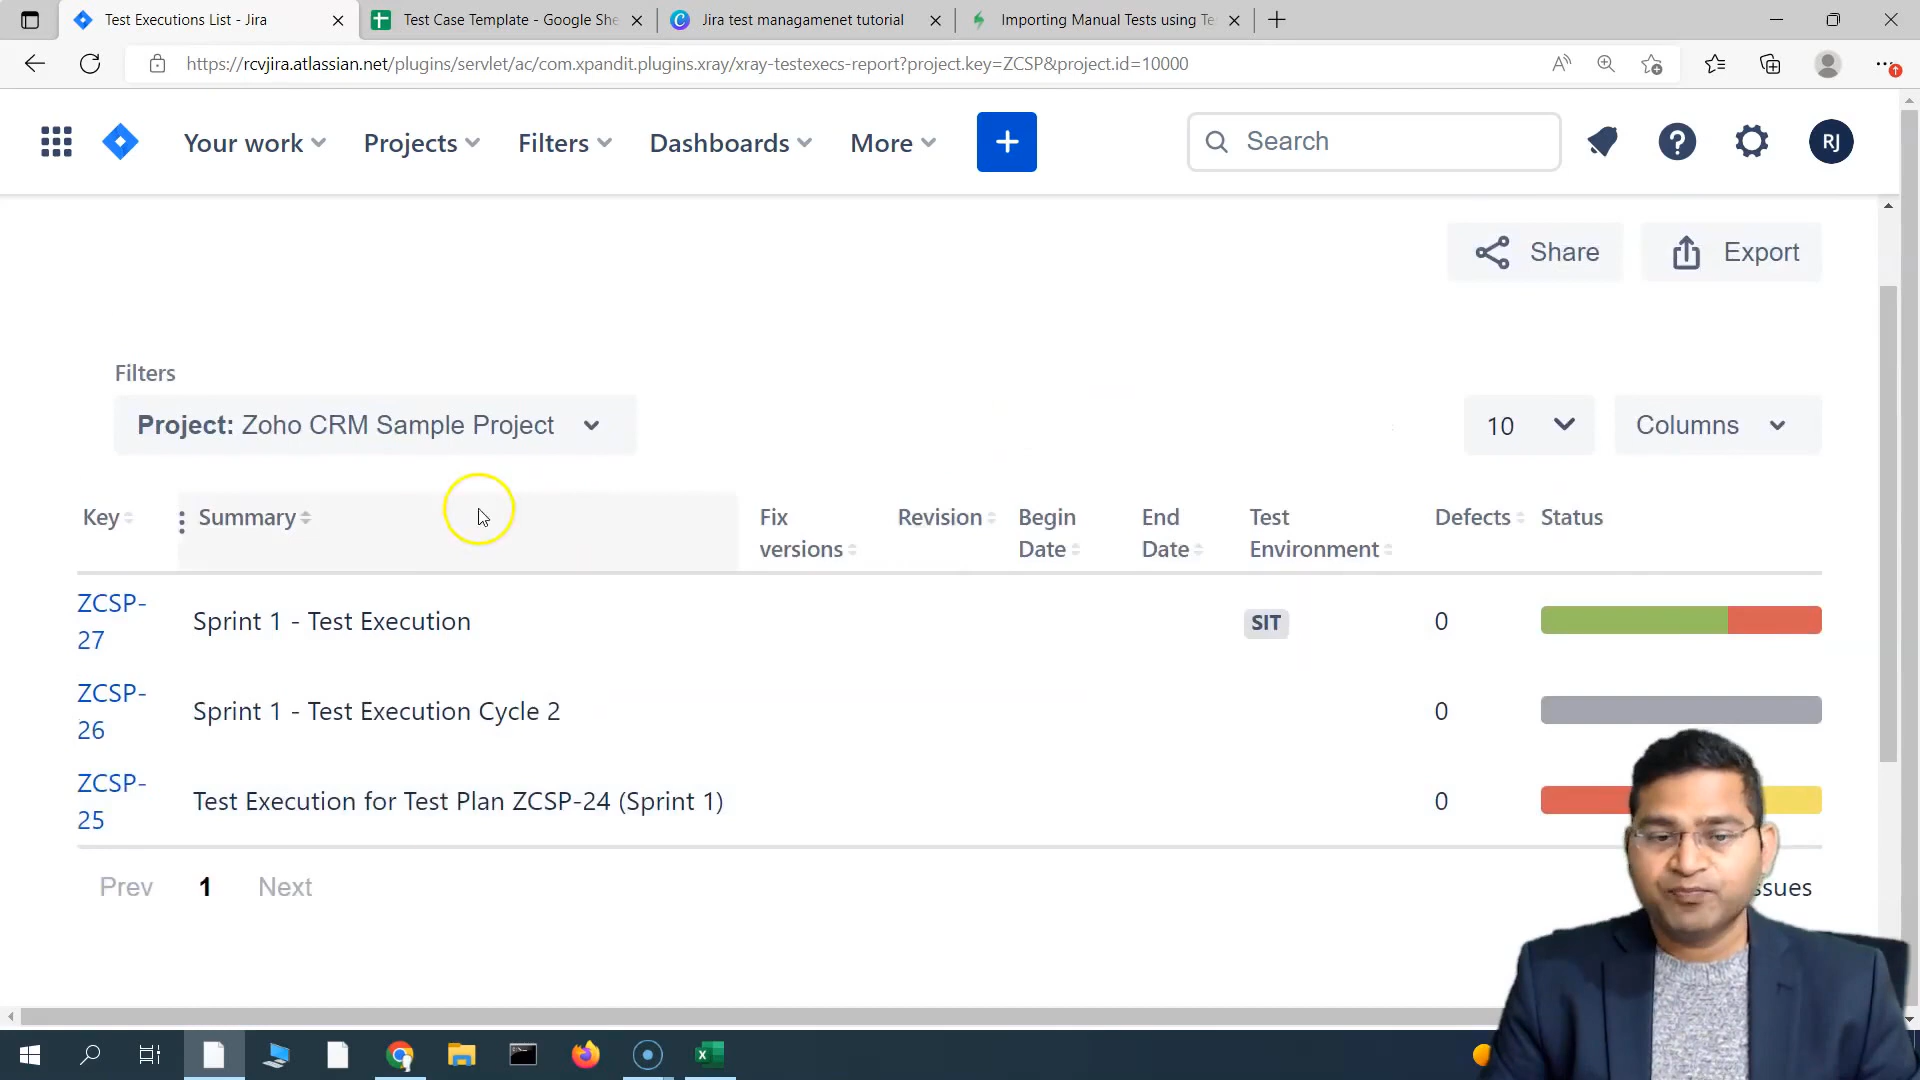 Test Executions List - Jira
Test Case Template - Google She
Jira test managamenet tutorial
Importing Manual Tests using Te
https://rcvjira.atlassian.net/plugins/servlet/ac/com.xpandit.plugins.xray/xray-testexecs-report?project.key=ZCSP&project.id=10000
Your work
Projects
Filters
Dashboards
More
Search
RJ
Share
Export
Filters
Project: Zoho CRM Sample Project
10
Columns
Key
Summary
Fix versions
Revision
Begin Date
End Date
Test Environment
Defects
Status
ZCSP-27
Sprint 1 - Test Execution
SIT
0
ZCSP-26
Sprint 1 - Test Execution Cycle 2
0
ZCSP-25
Test Execution for Test Plan ZCSP-24 (Sprint 1)
0
Prev
1
Next
ssues